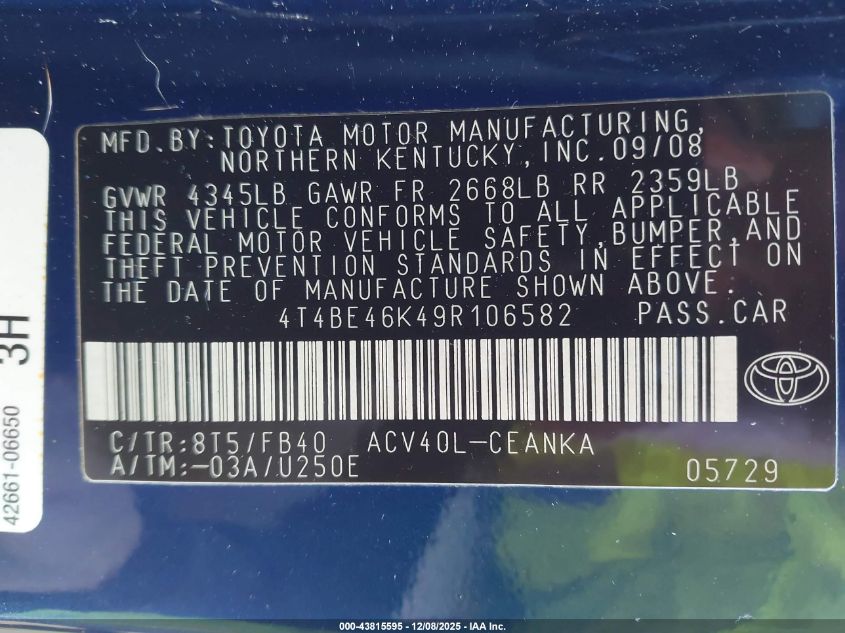 MFD.BY:TOYOTA MOTOR MANUFACTURING,
NORTHERN KENTUCKY,INC.09/08
GVWR 4345LB GAWR FR 2668LB RR 2359LB
THIS VEHICLE CONFORMS TO ALL APPLICABLE
FEDERAL MOTOR VEHICLE SAFETY,BUMPER,AND
THEFT PREVENTION STANDARDS IN EFFECT ON
THE DATE OF MANUFACTURE SHOWN ABOVE.
4T4BE46K49R106582 PASS.CAR
C/TR:8T5/FB40 ACV40L-CEANKA
A/TM:-03A/U250E 05729
3H
42661-06650
000-43815595 - 12/08/2025 - IAA Inc.